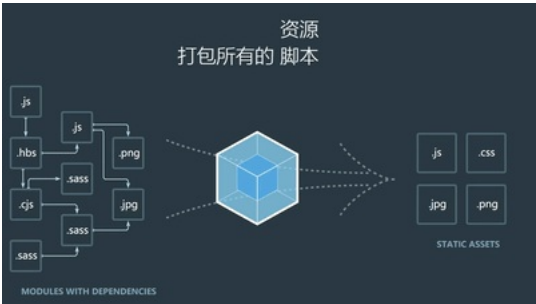 资源
打包所有的 脚本
.js
.js
.hbs
.png
.sass
.cjs
.jpg
.sass
.sass
MODULES WITH DEPENDENCIES
.js .css
.jpg .png
STATIC ASSETS